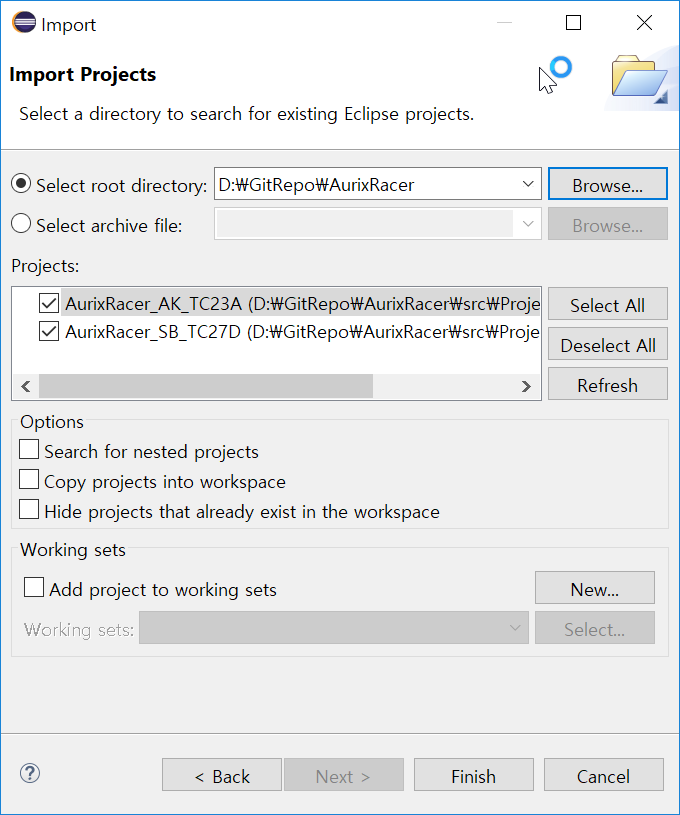 Import
Import Projects
Select a directory to search for existing Eclipse projects.
Select root directory: D:₩GitRepo₩AurixRacer Browse...
Select archive file: Browse...
Projects:
AurixRacer_AK_TC23A (D:₩GitRepo₩AurixRacer₩src₩Proje Select All
AurixRacer_SB_TC27D (D:₩GitRepo₩AurixRacer₩src₩Proje Deselect All
Refresh
Options
Search for nested projects
Copy projects into workspace
Hide projects that already exist in the workspace
Working sets
Add project to working sets New...
Working sets: Select...
? < Back Next > Finish Cancel